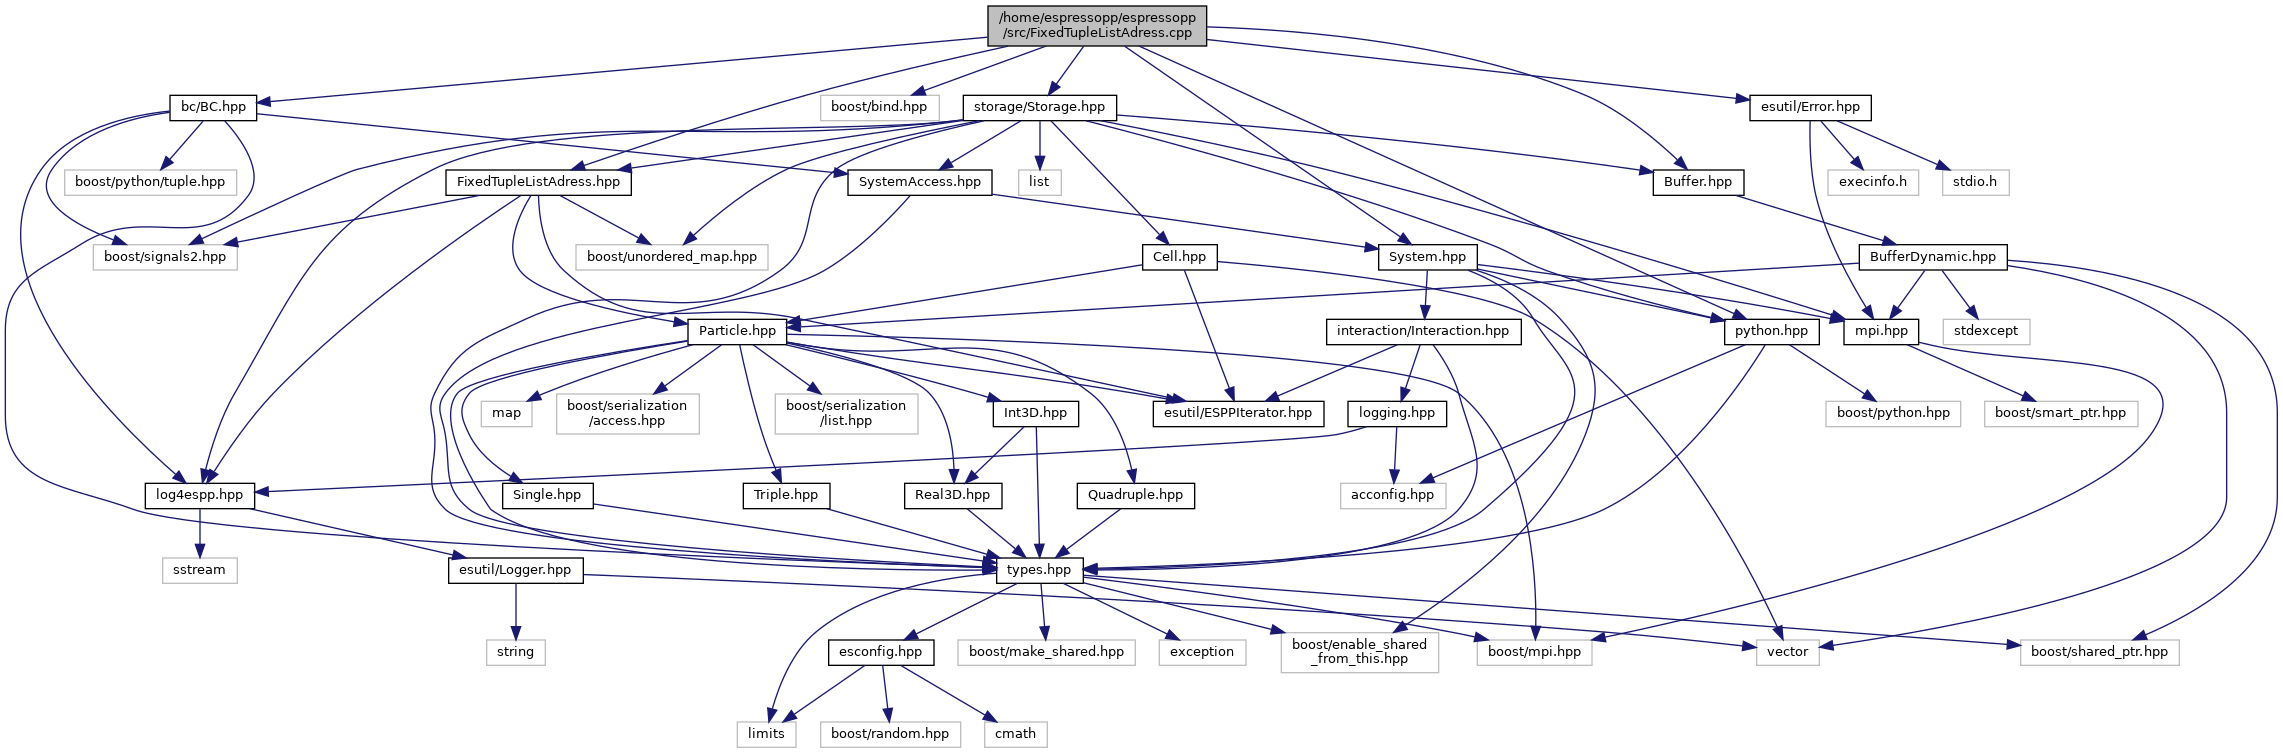 /home/espressopp/espressopp
/src/FixedTupleListAdress.cpp
bc/BC.hpp
boost/bind.hpp
storage/Storage.hpp
esutil/Error.hpp
boost/python/tuple.hpp
FixedTupleListAdress.hpp
SystemAccess.hpp
list
Buffer.hpp
execinfo.h
stdio.h
boost/signals2.hpp
boost/unordered_map.hpp
Cell.hpp
System.hpp
BufferDynamic.hpp
Particle.hpp
interaction/Interaction.hpp
python.hpp
mpi.hpp
stdexcept
map
boost/serialization
/access.hpp
boost/serialization
/list.hpp
Int3D.hpp
esutil/ESPPIterator.hpp
logging.hpp
boost/python.hpp
boost/smart_ptr.hpp
log4espp.hpp
Single.hpp
Triple.hpp
Real3D.hpp
Quadruple.hpp
acconfig.hpp
sstream
esutil/Logger.hpp
types.hpp
string
esconfig.hpp
boost/make_shared.hpp
exception
boost/enable_shared
_from_this.hpp
boost/mpi.hpp
vector
boost/shared_ptr.hpp
limits
boost/random.hpp
cmath